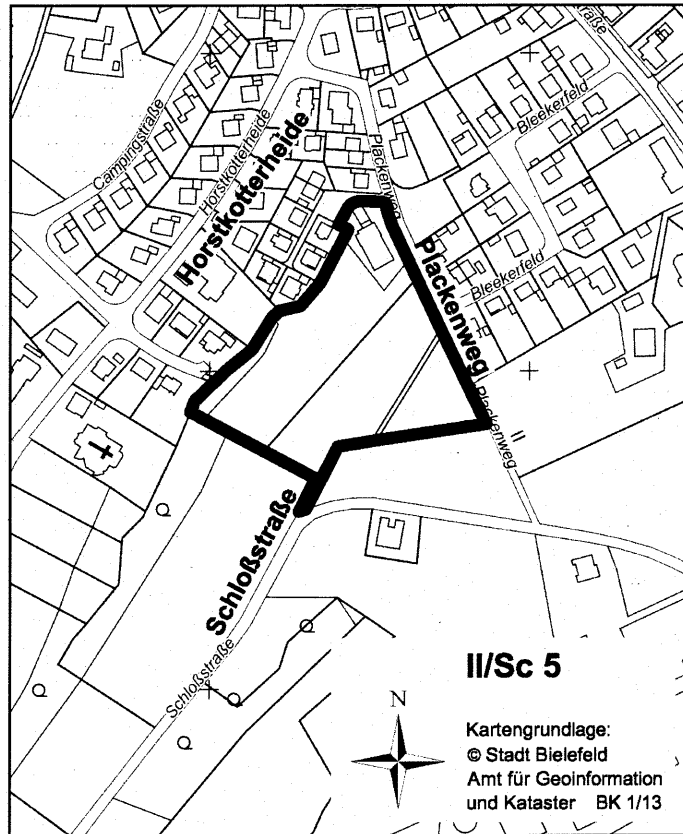 straße
Bleekerfeld
Campingstraße
Horstkotterheide
Horstkotterheide
Plackenweg
Plackenweg
Bleekerfeld
Plackenweg
Schloßstraße
Schloßstraße
II/Sc 5
N
Kartengrundlage:
© Stadt Bielefeld
Amt für Geoinformation
und Kataster BK 1/13